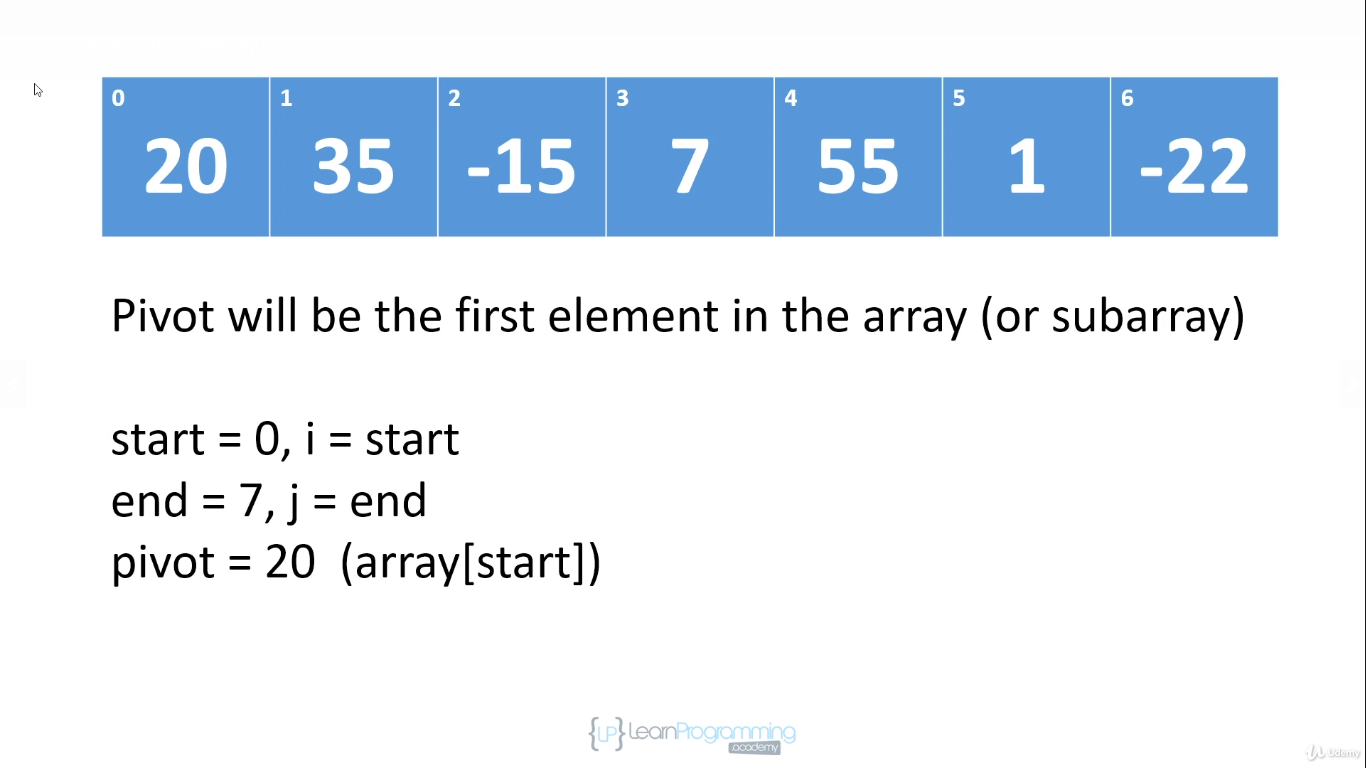 0 1 2 3 4 5 6
20 35 -15 7 55 1 -22
Pivot will be the first element in the array (or subarray)
start = 0, i = start
end = 7, j = end
pivot = 20 (array[start])
{LP} LearnProgramming
.academy
Udemy